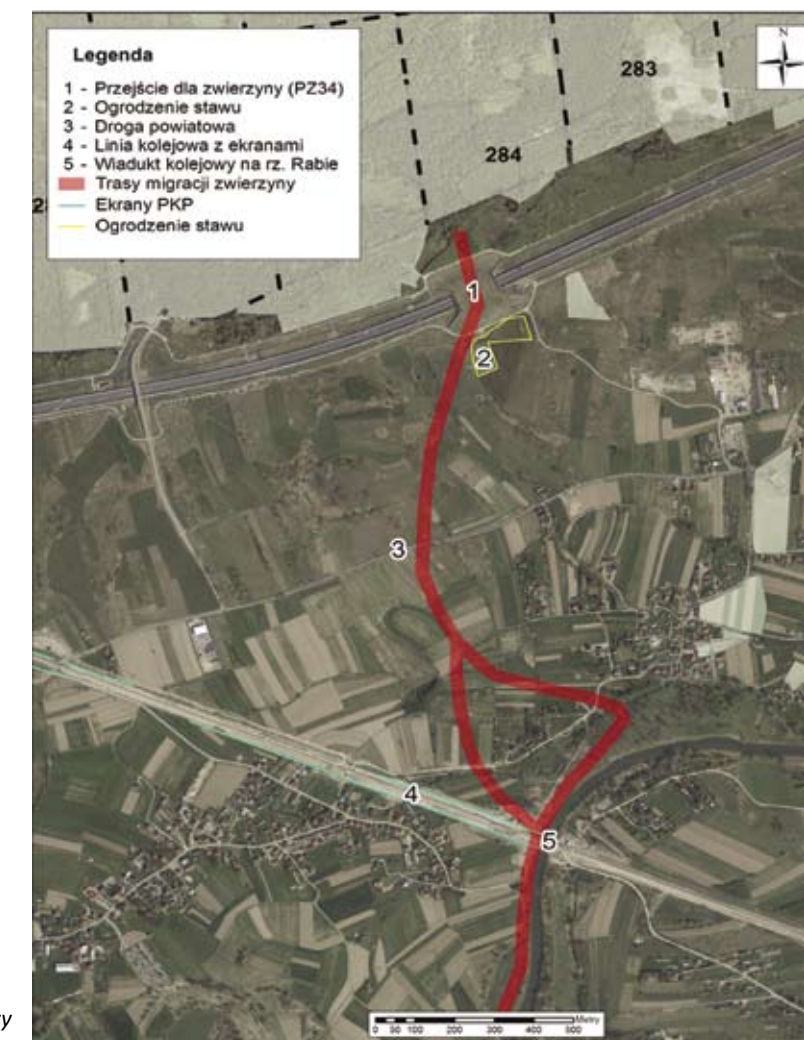 N
Legenda
1 - Przejście dla zwierzyny (PZ34)
2 - Ogrodzenie stawu
3 - Droga powiatowa
4 - Linia kolejowa z ekranami
5 - Wiadukt kolejowy na rz. Rabie
Trasy migracji zwierzyny
Ekrany PKP
Ogrodzenie stawu
283
284
1
2
3
4
5
Metry
0 50 100 200 300 400 500